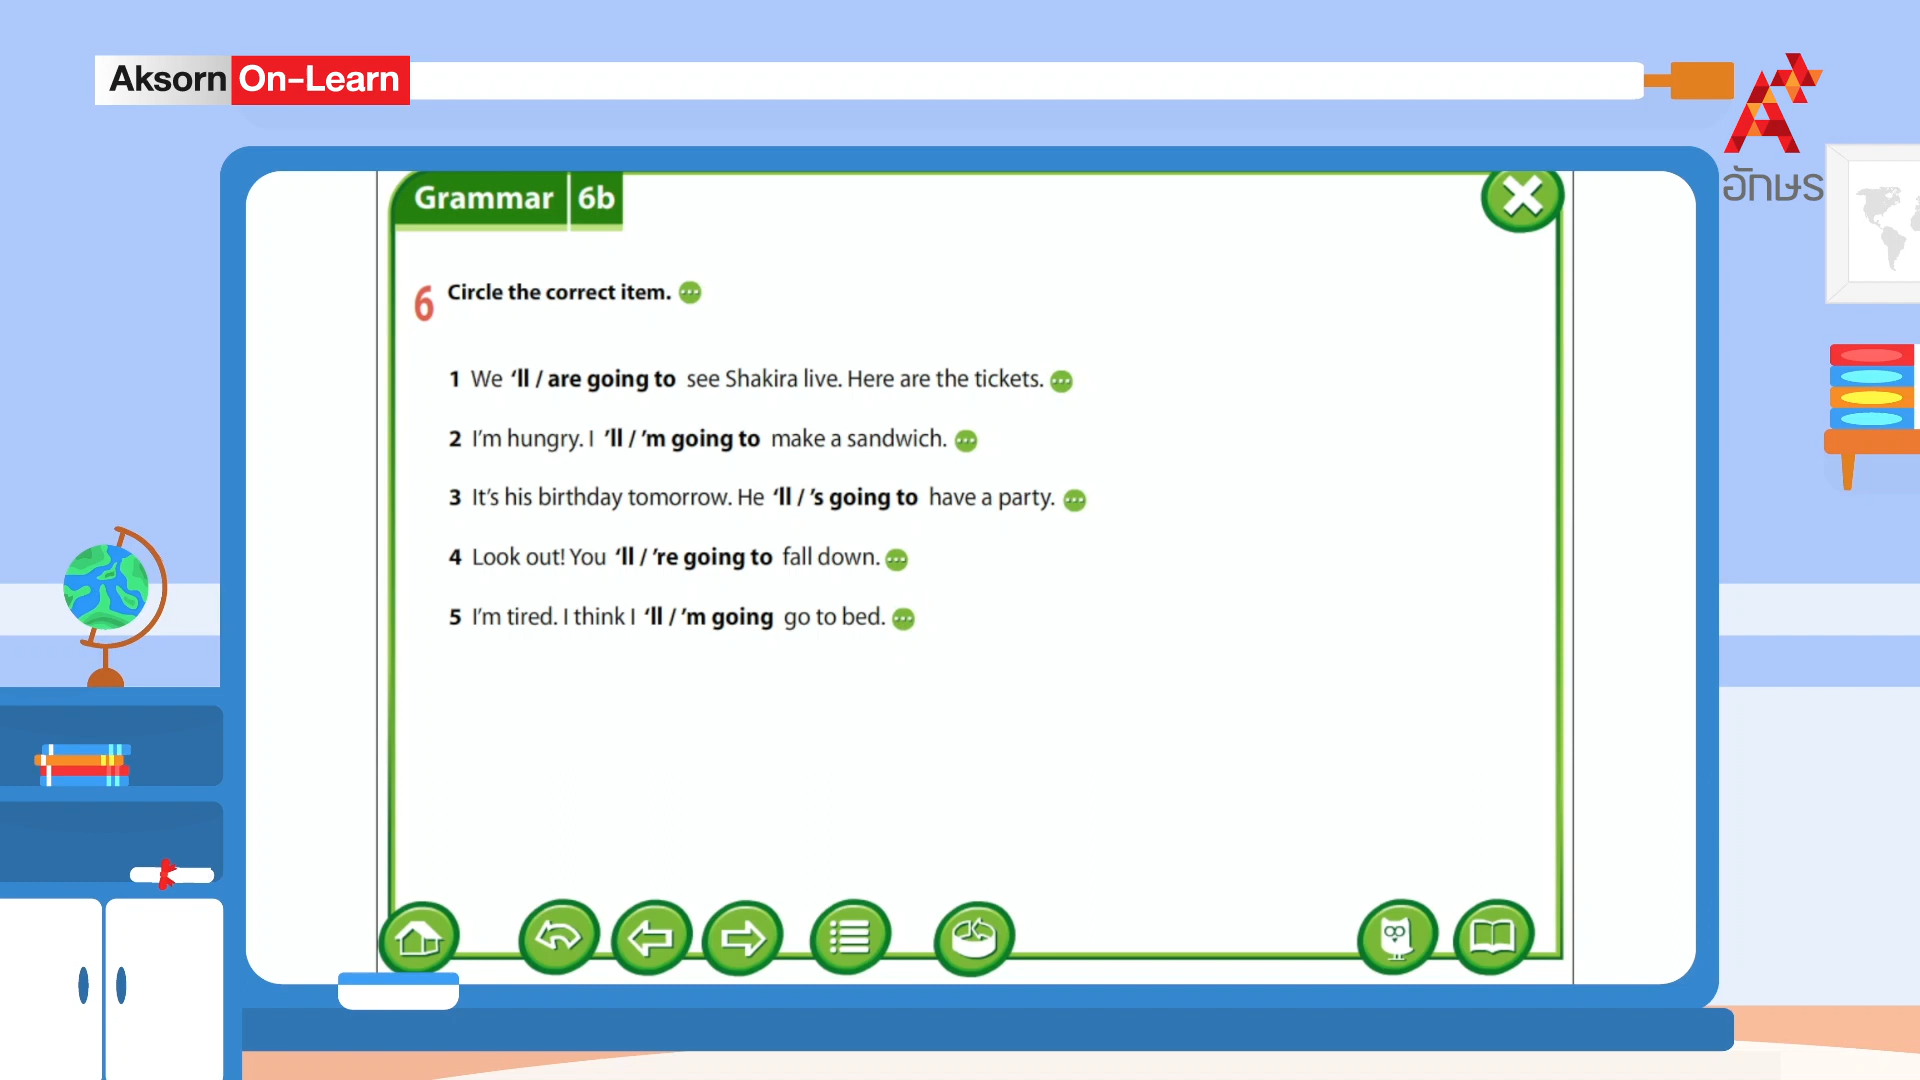 Aksorn On-Learn
อักษร
Grammar 6b
6 Circle the correct item.
1 We ‘ll / are going to see Shakira live. Here are the tickets.
2 I’m hungry. I ’ll / ’m going to make a sandwich.
3 It’s his birthday tomorrow. He ‘ll / ’s going to have a party.
4 Look out! You ‘ll / ’re going to fall down.
5 I’m tired. I think I ‘ll / ’m going go to bed.